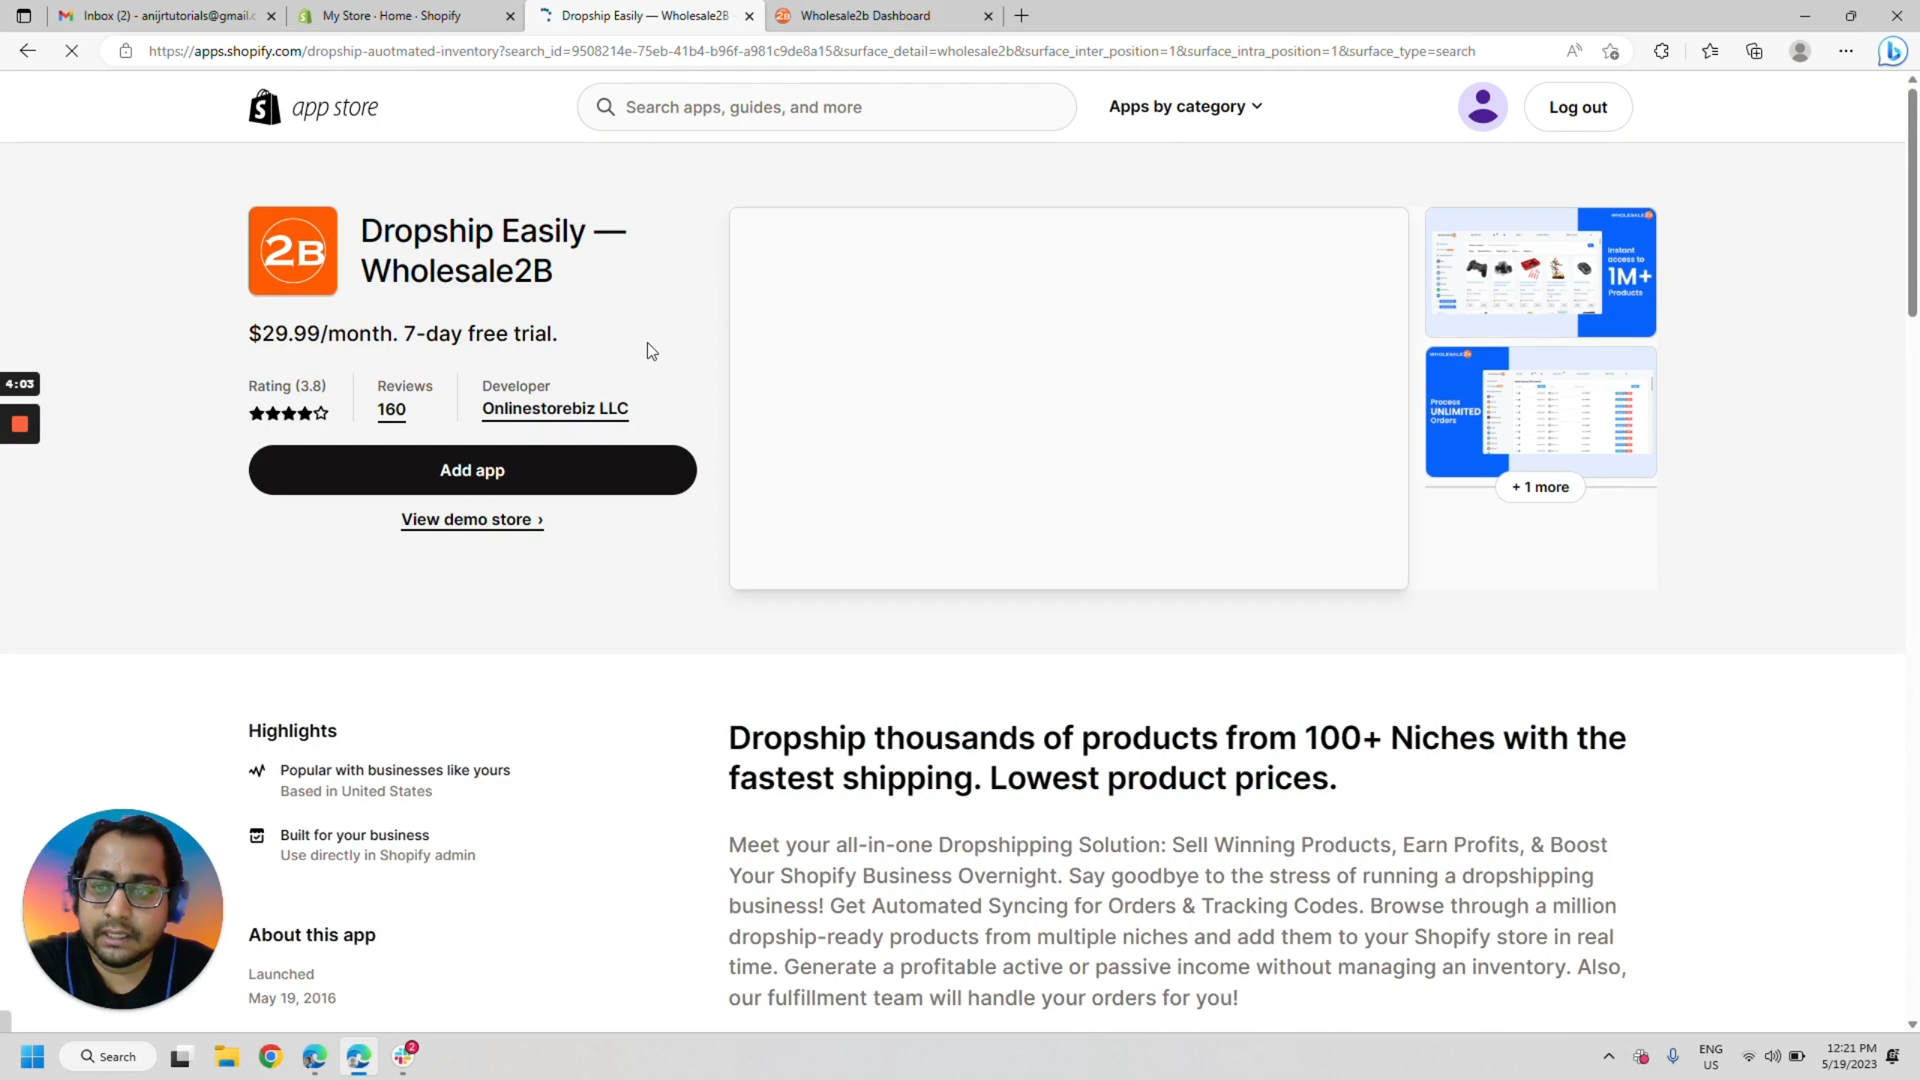 Inbox (2) - anijrtutorials@gmail.c
My Store · Home · Shopify
Dropship Easily — Wholesale2B
Wholesale2b Dashboard
https://apps.shopify.com/dropship-auotmated-inventory?search_id=9508214e-75eb-41b4-b96f-a981c9de8a15&surface_detail=wholesale2b&surface_inter_position=1&surface_intra_position=1&surface_type=search
app store
Search apps, guides, and more
Apps by category
Log out
2B
Dropship Easily —
Wholesale2B
$29.99/month. 7-day free trial.
Rating (3.8)
Reviews
160
Developer
Onlinestorebiz LLC
Add app
View demo store ›
WHOLESALE2B
Instant
access to
1M+
Products
WHOLESALE2B
Process
UNLIMITED
Orders
+ 1 more
4:03
Highlights
Popular with businesses like yours
Based in United States
Built for your business
Use directly in Shopify admin
About this app
Launched
May 19, 2016
Dropship thousands of products from 100+ Niches with the
fastest shipping. Lowest product prices.
Meet your all-in-one Dropshipping Solution: Sell Winning Products, Earn Profits, & Boost
Your Shopify Business Overnight. Say goodbye to the stress of running a dropshipping
business! Get Automated Syncing for Orders & Tracking Codes. Browse through a million
dropship-ready products from multiple niches and add them to your Shopify store in real
time. Generate a profitable active or passive income without managing an inventory. Also,
our fulfillment team will handle your orders for you!
Search
2
ENG
US
12:21 PM
5/19/2023